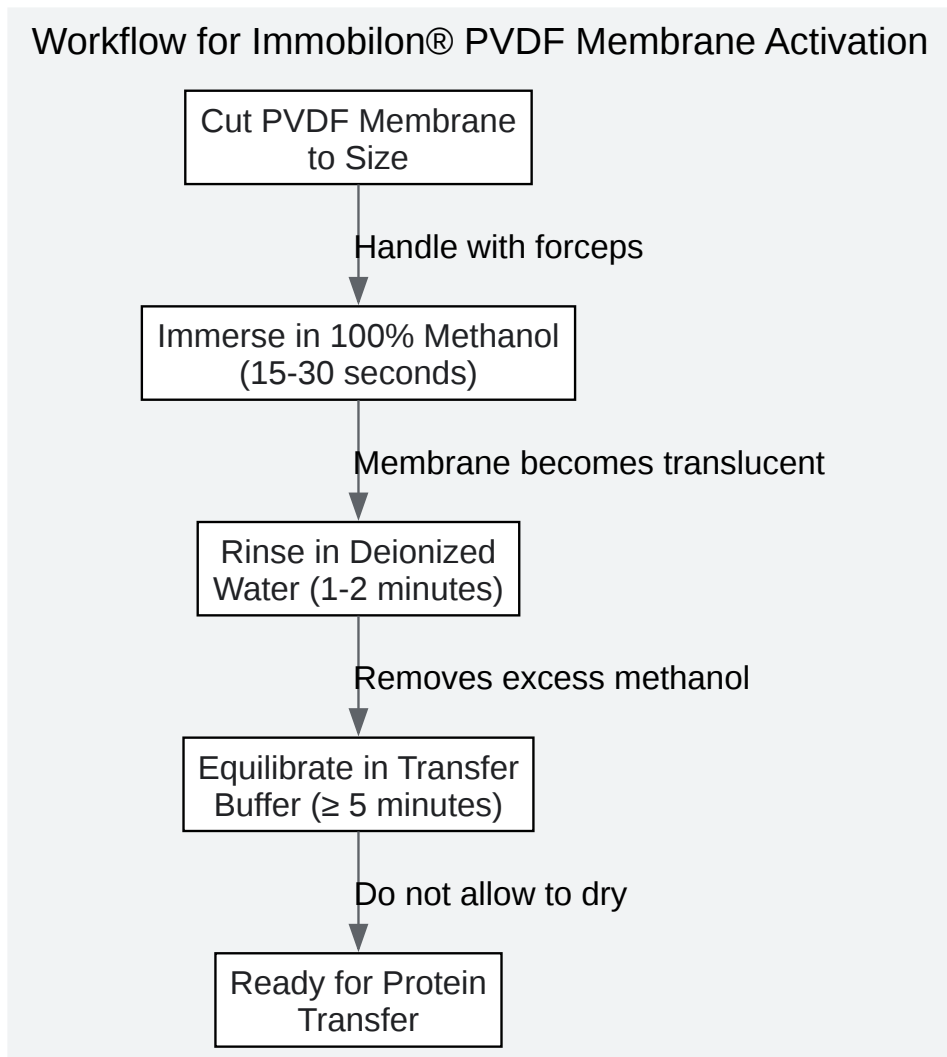 Workflow for Immobilon® PVDF Membrane Activation
Cut PVDF Membrane
to Size
Handle with forceps
Immerse in 100% Methanol
(15-30 seconds)
Membrane becomes translucent
Rinse in Deionized
Water (1-2 minutes)
Removes excess methanol
Equilibrate in Transfer
Buffer (≥ 5 minutes)
Do not allow to dry
Ready for Protein
Transfer